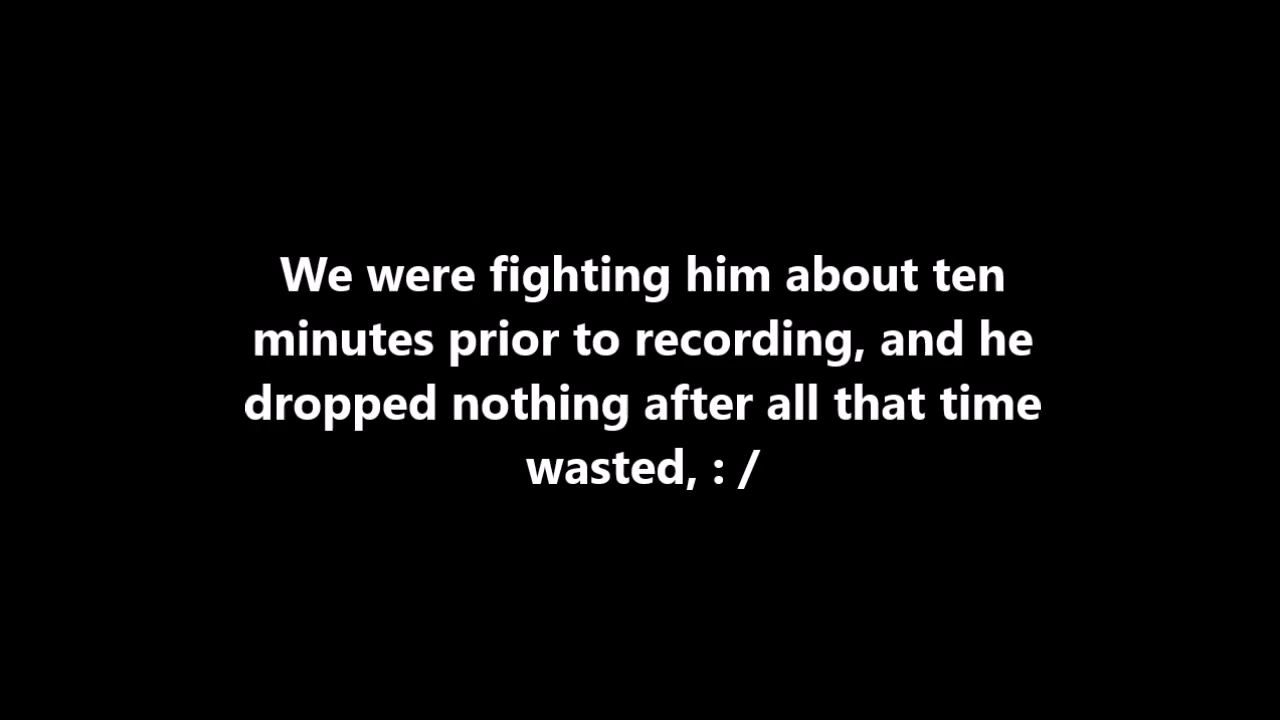 We were fighting him about ten
minutes prior to recording, and he
dropped nothing after all that time
wasted, : /